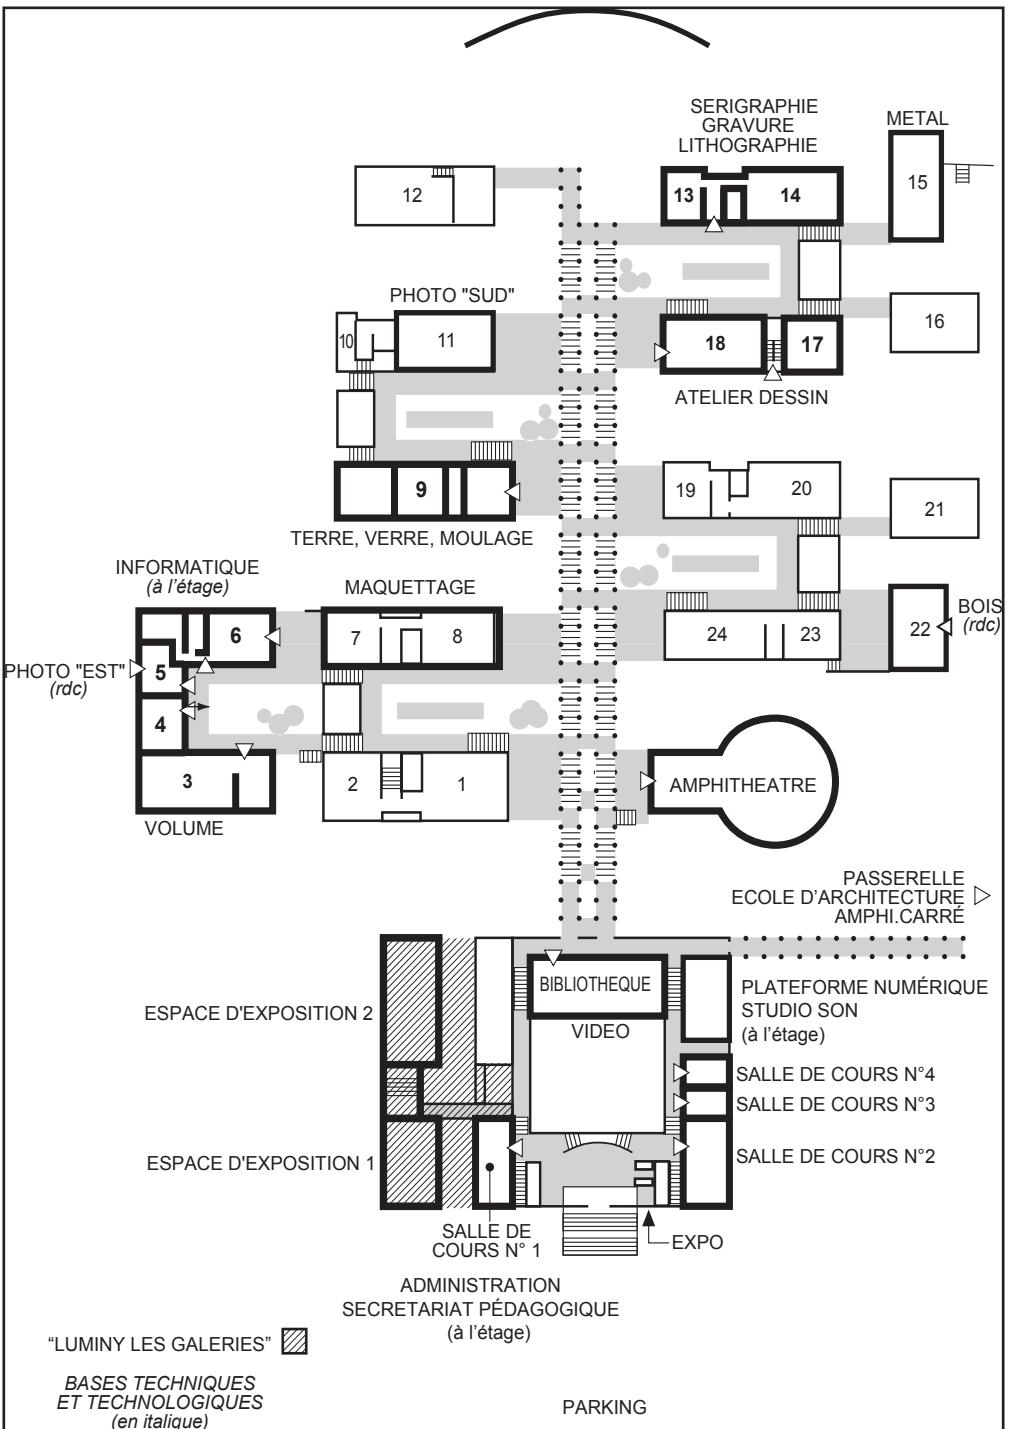 SERIGRAPHIE
GRAVURE
LITHOGRAPHIE
METAL
12
13
14
15
PHOTO "SUD"
10
11
16
18
17
ATELIER DESSIN
9
TERRE, VERRE, MOULAGE
19
20
21
INFORMATIQUE
(à l'étage)
MAQUETTAGE
6
7
8
24
23
22
BOIS
(rdc)
PHOTO "EST"
(rdc)
5
4
3
2
1
VOLUME
AMPHITHEATRE
PASSERELLE
ECOLE D'ARCHITECTURE
AMPHI.CARRÉ
BIBLIOTHEQUE
VIDEO
ESPACE D'EXPOSITION 2
PLATEFORME NUMÉRIQUE
STUDIO SON
(à l'étage)
SALLE DE COURS N°4
SALLE DE COURS N°3
SALLE DE COURS N°2
ESPACE D'EXPOSITION 1
SALLE DE
COURS N° 1
EXPO
ADMINISTRATION
SECRETARIAT PÉDAGOGIQUE
(à l'étage)
“LUMINY LES GALERIES”
BASES TECHNIQUES
ET TECHNOLOGIQUES
(en italique)
PARKING